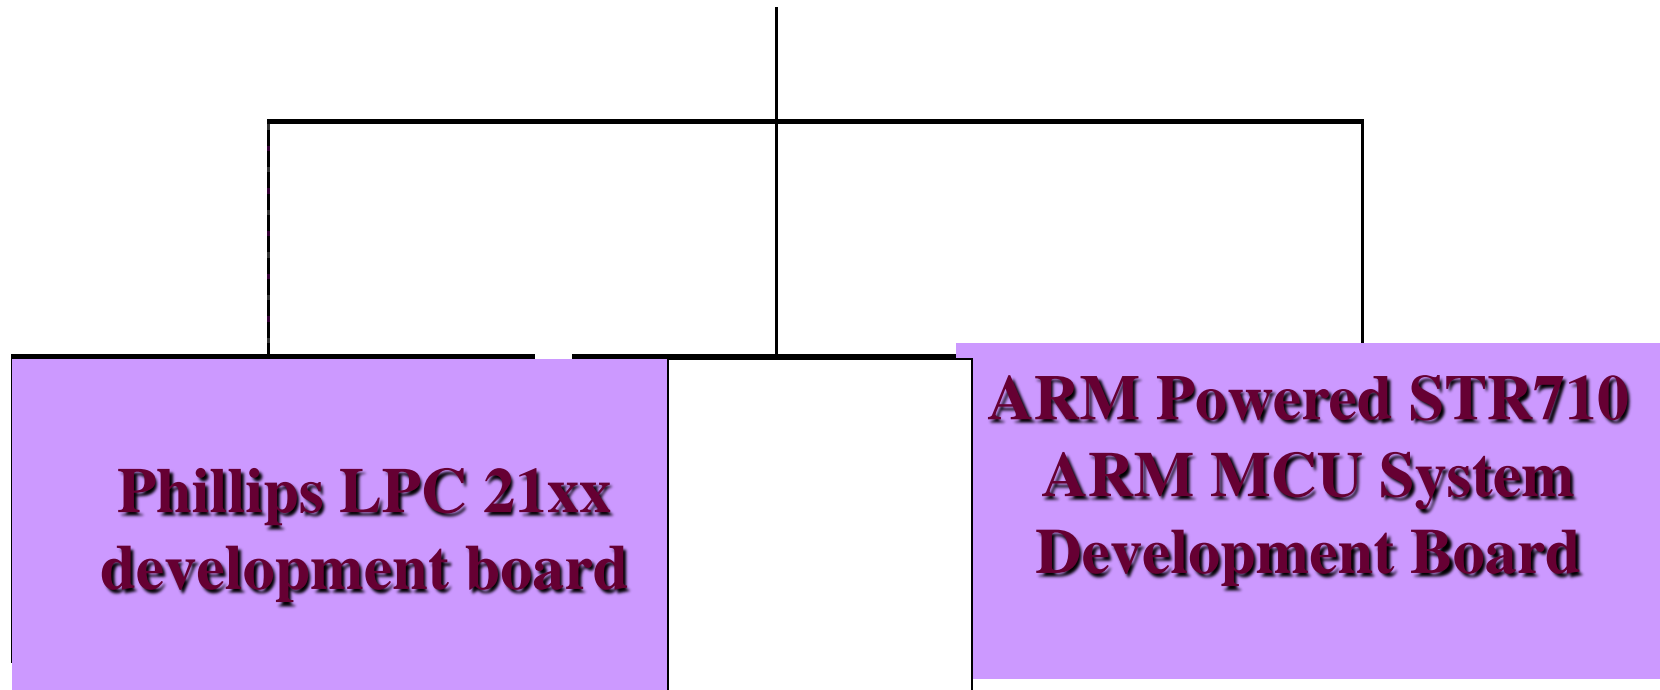 Phillips LPC 21xx
development board
ARM Powered STR710
ARM MCU System
Development Board